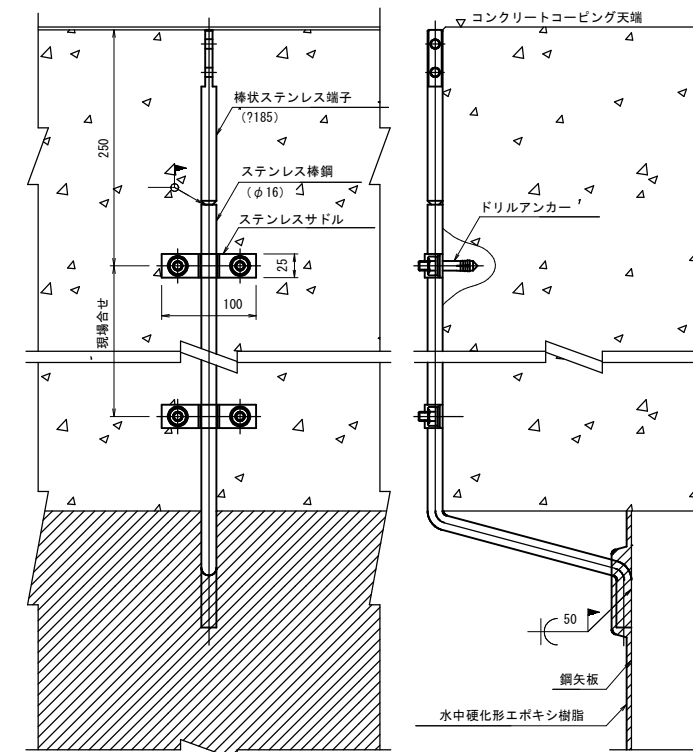 コンクリートコーピング天端
棒状ステンレス端子
(?185)
250
ステンレス棒鋼
(φ16)
ステンレスサドル
ドリルアンカー '
25
100
現場合せ
50
鋼矢板
水中硬化形エポキシ樹脂